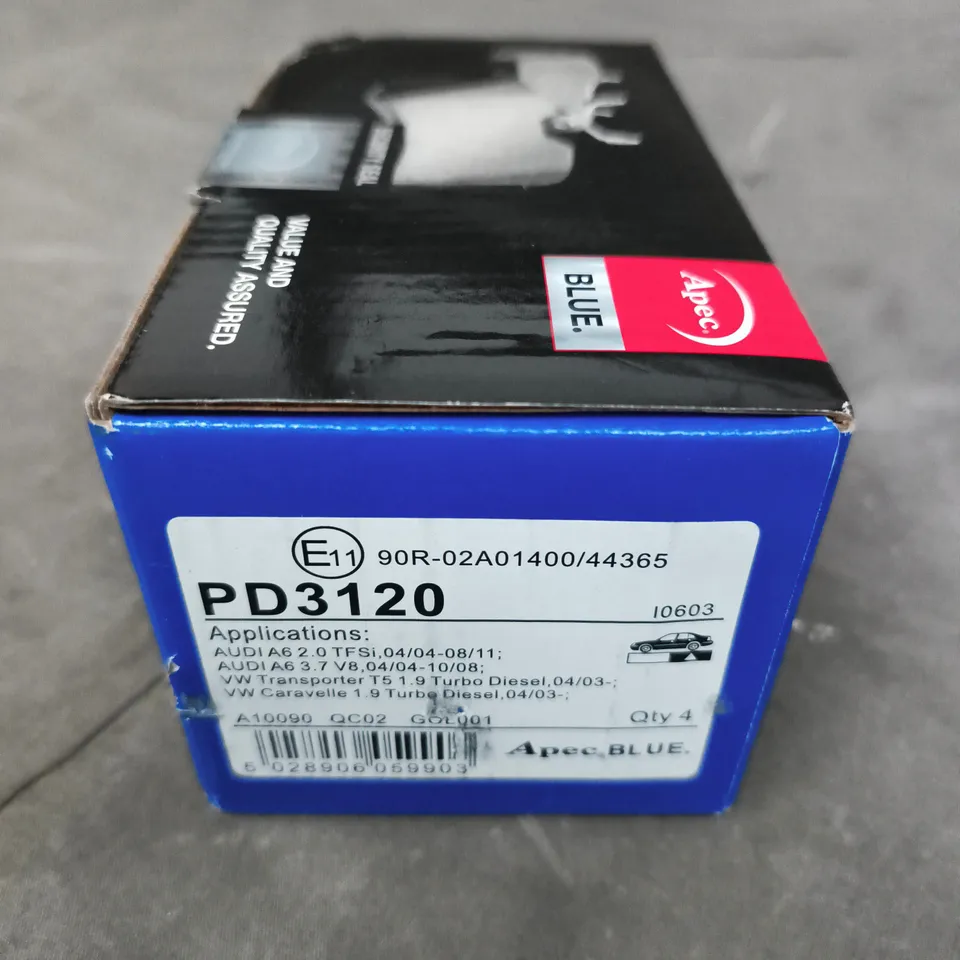 SECURITY SEAL
VALUE AND
QUALITY ASSURED.
Apec
BLUE.
E11 90R-02A01400/44365
PD3120
I0603
Applications:
AUDI A6 2.0 TFSi,04/04-08/11;
AUDI A6 3.7 V8,04/04-10/08;
VW Transporter T5 1.9 Turbo Diesel,04/03-;
VW Caravelle 1.9 Turbo Diesel,04/03-;
A10090 QC02 GOL001 Qty 4
5 028906 059903
Apec BLUE.